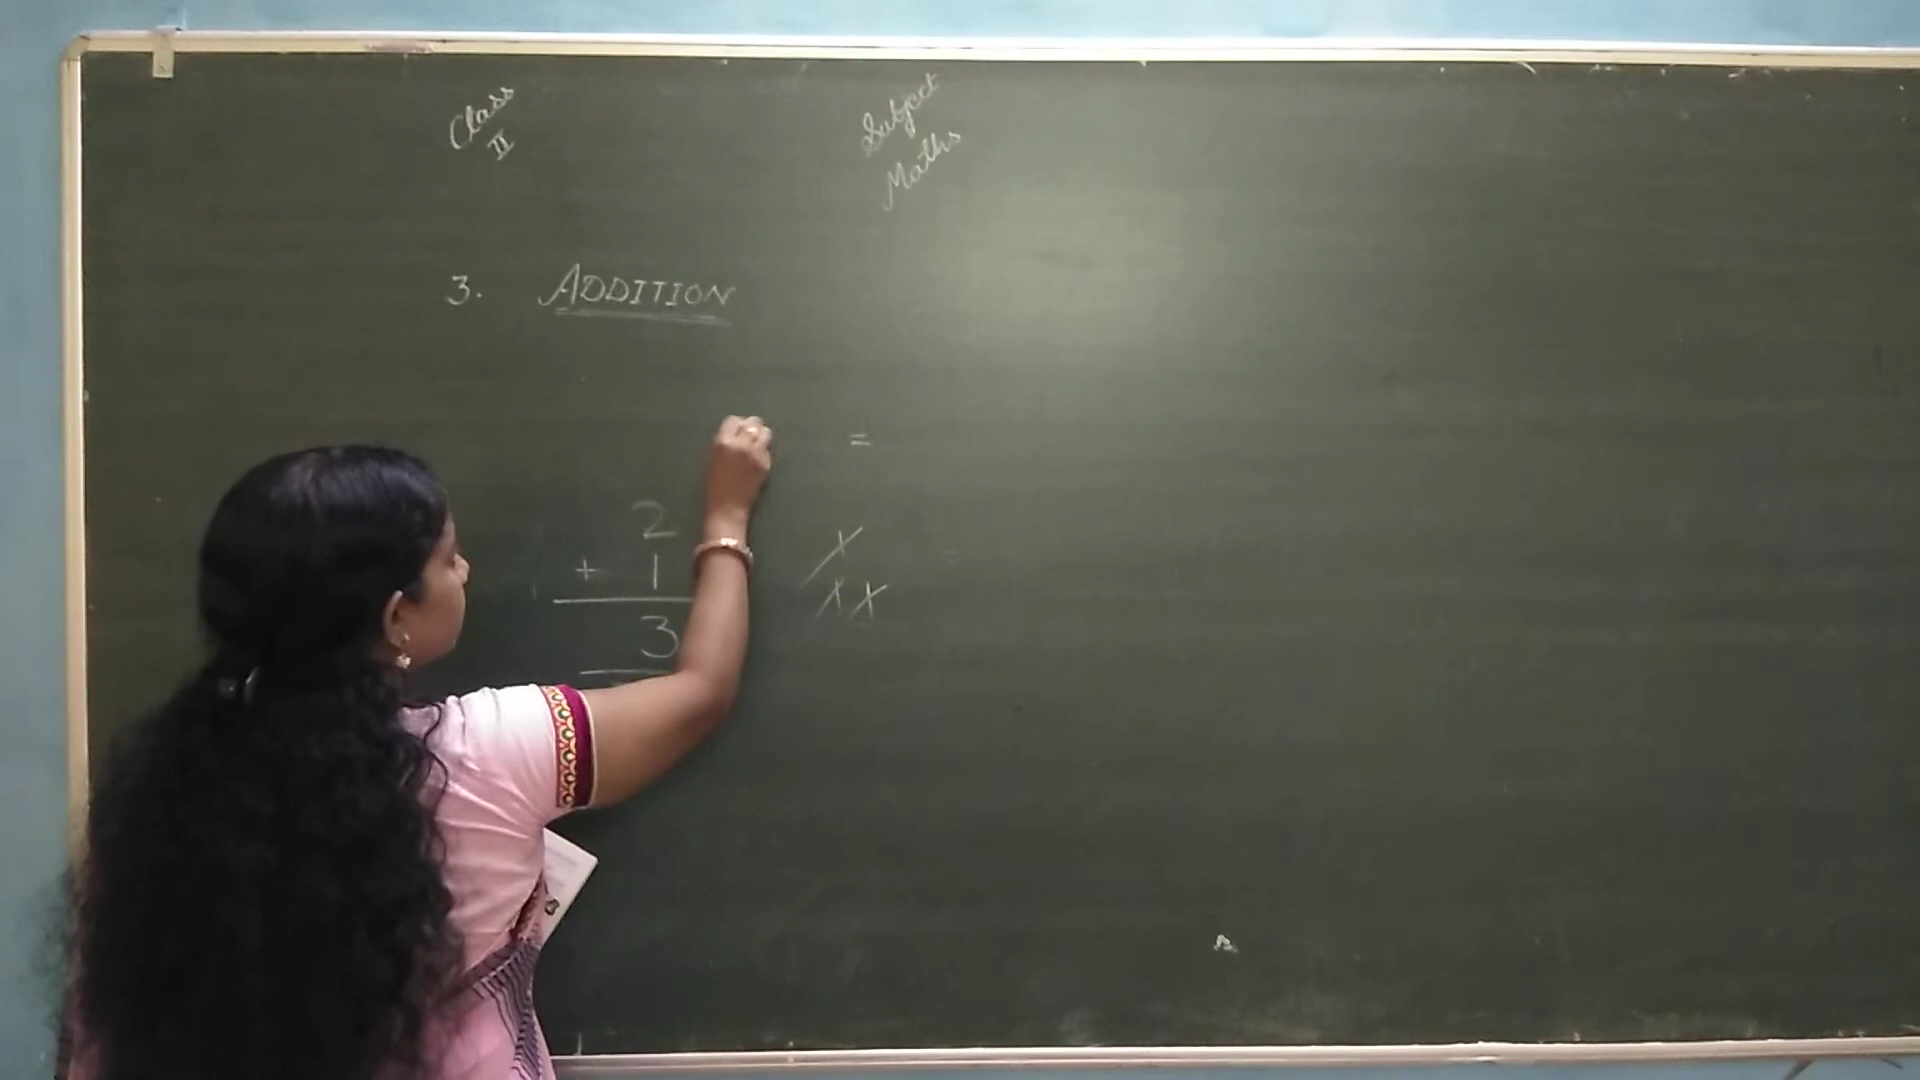 Class
II
Subject
Maths
3. ADDITION
=
2
+ 1
3